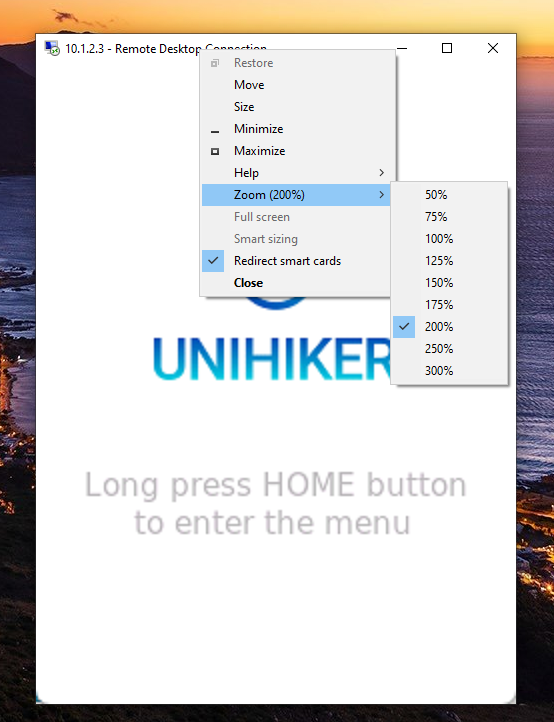 10.1.2.3 - Remote Desktop Connection
Restore
Move
Size
Minimize
Maximize
Help
Zoom (200%)
Full screen
Smart sizing
Redirect smart cards
Close
50%
75%
100%
125%
150%
175%
200%
250%
300%
UNIHIKER
Long press HOME button
to enter the menu